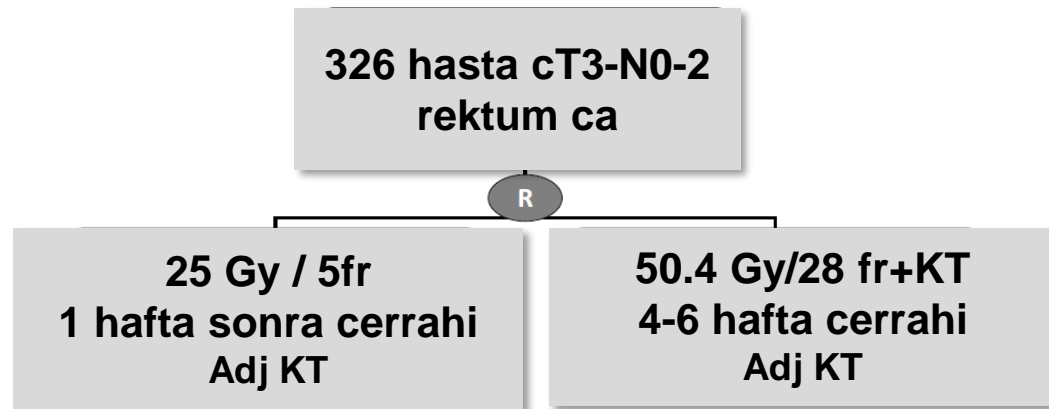 326 hasta cT3-N0-2
rektum ca
R
25 Gy / 5fr
1 hafta sonra cerrahi
Adj KT
50.4 Gy/28 fr+KT
4-6 hafta cerrahi
Adj KT